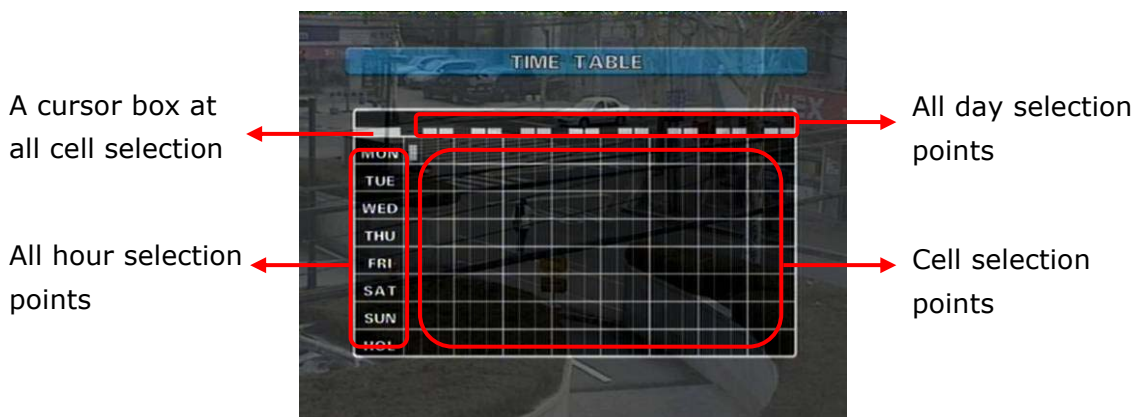 TIME TABLE
A cursor box at
all cell selection
All day selection
points
MON
TUE
WED
THU
FRI
SAT
SUN
HOL
All hour selection
points
Cell selection
points